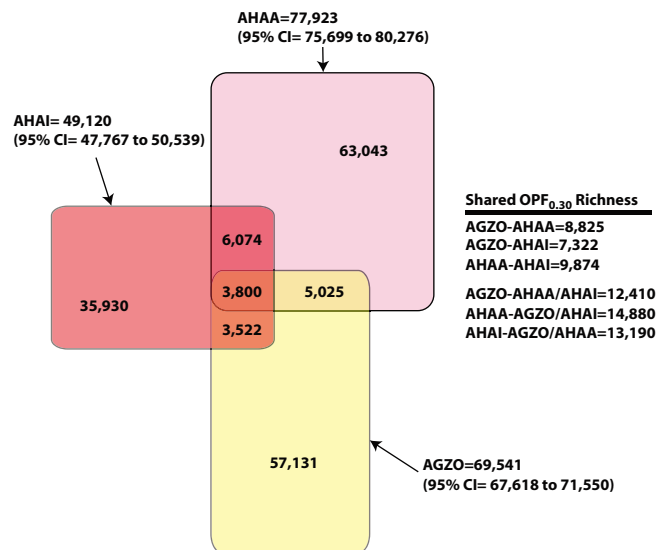 AHAA=77,923
(95% CI= 75,699 to 80,276)
AHAI= 49,120
(95% CI= 47,767 to 50,539)
63,043
Shared OPF0.30 Richness
AGZO-AHAA=8,825
AGZO-AHAI=7,322
AHAA-AHAI=9,874
AGZO-AHAA/AHAI=12,410
AHAA-AGZO/AHAI=14,880
AHAI-AGZO/AHAA=13,190
6,074
3,800
5,025
35,930
3,522
57,131
AGZO=69,541
(95% CI= 67,618 to 71,550)